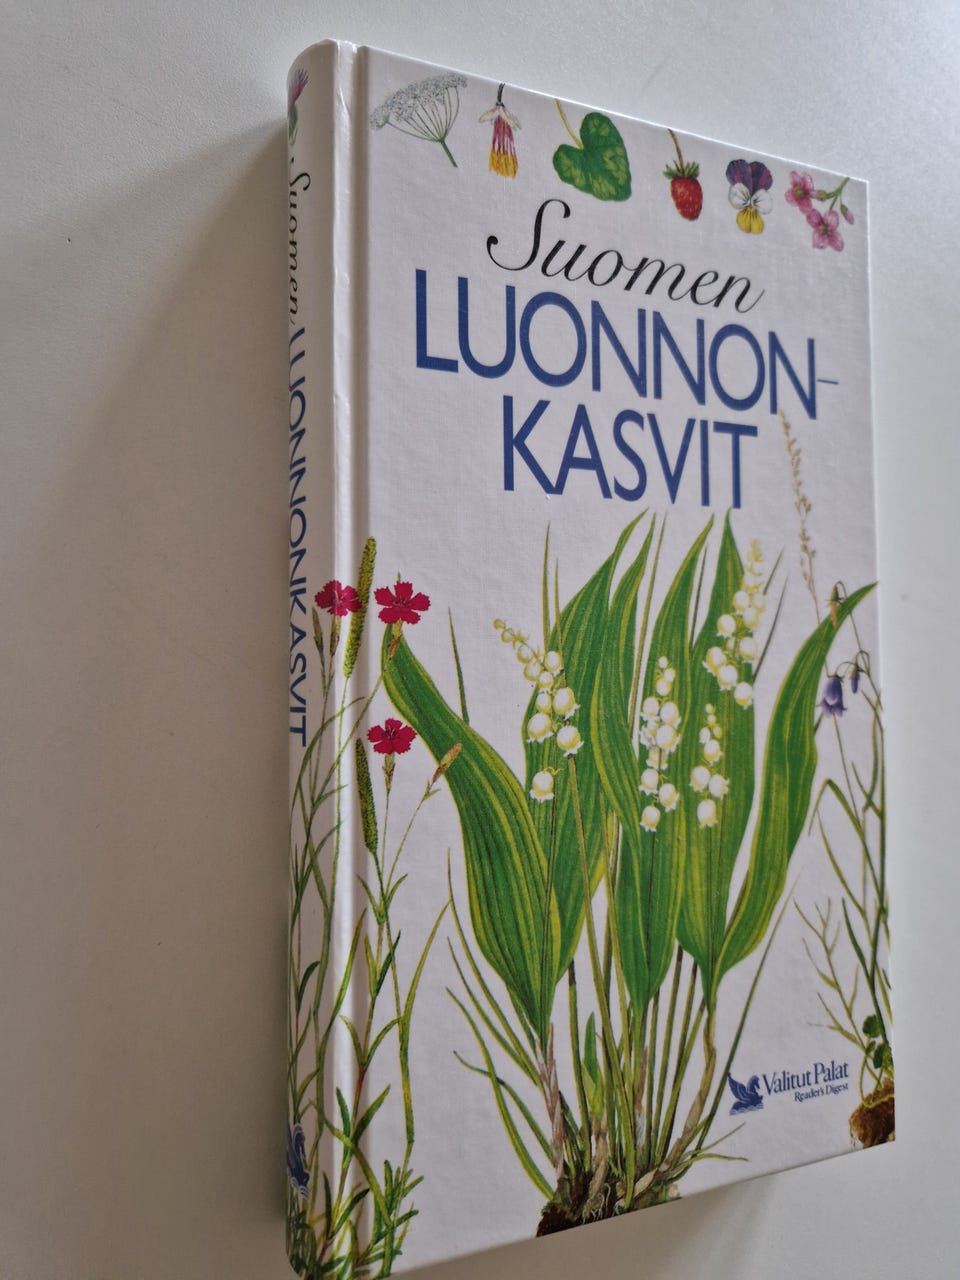 Suomen
LUONNON-
KASVIT
Valitut Palat
Reader's Digest
Suomen LUONNONKASVIT